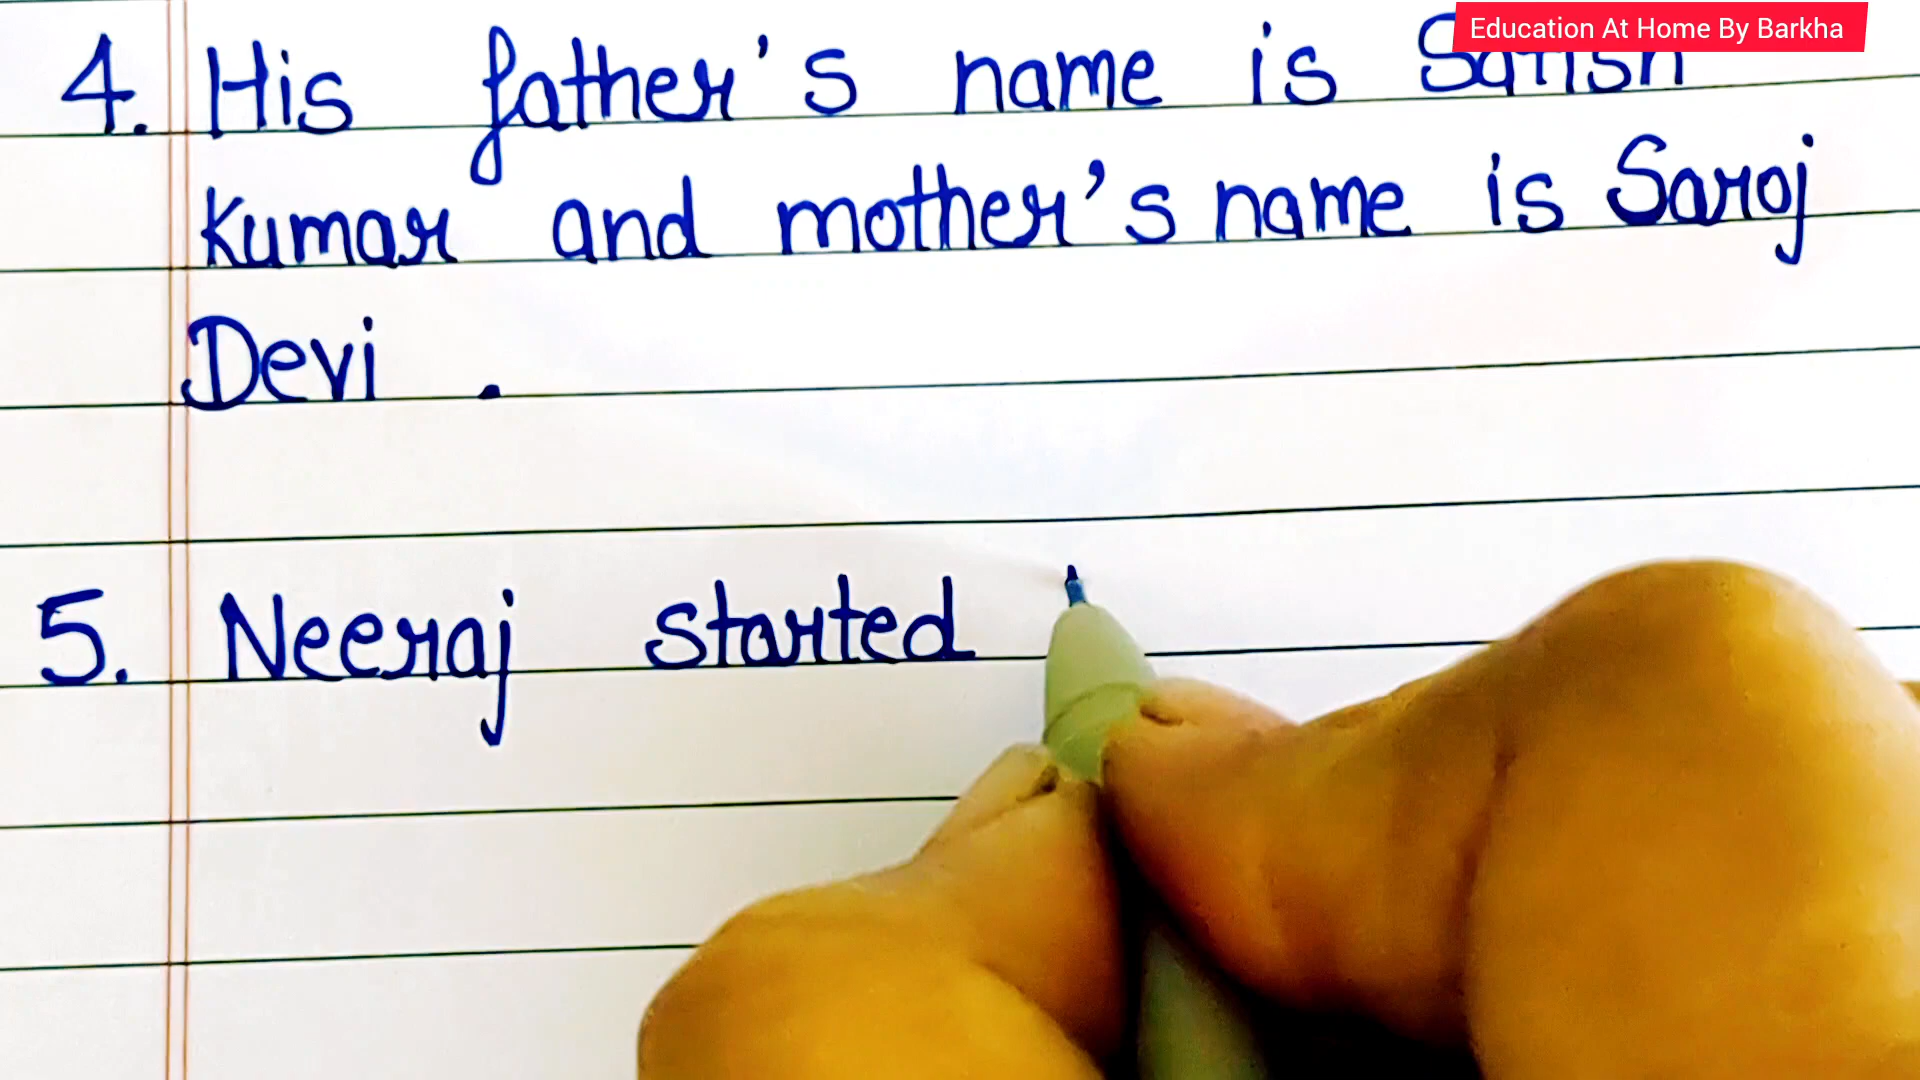 Education At Home By Barkha
4. His father's name is Satish
Kumar and mother's name is Saroj
Devi .
5. Neeraj started